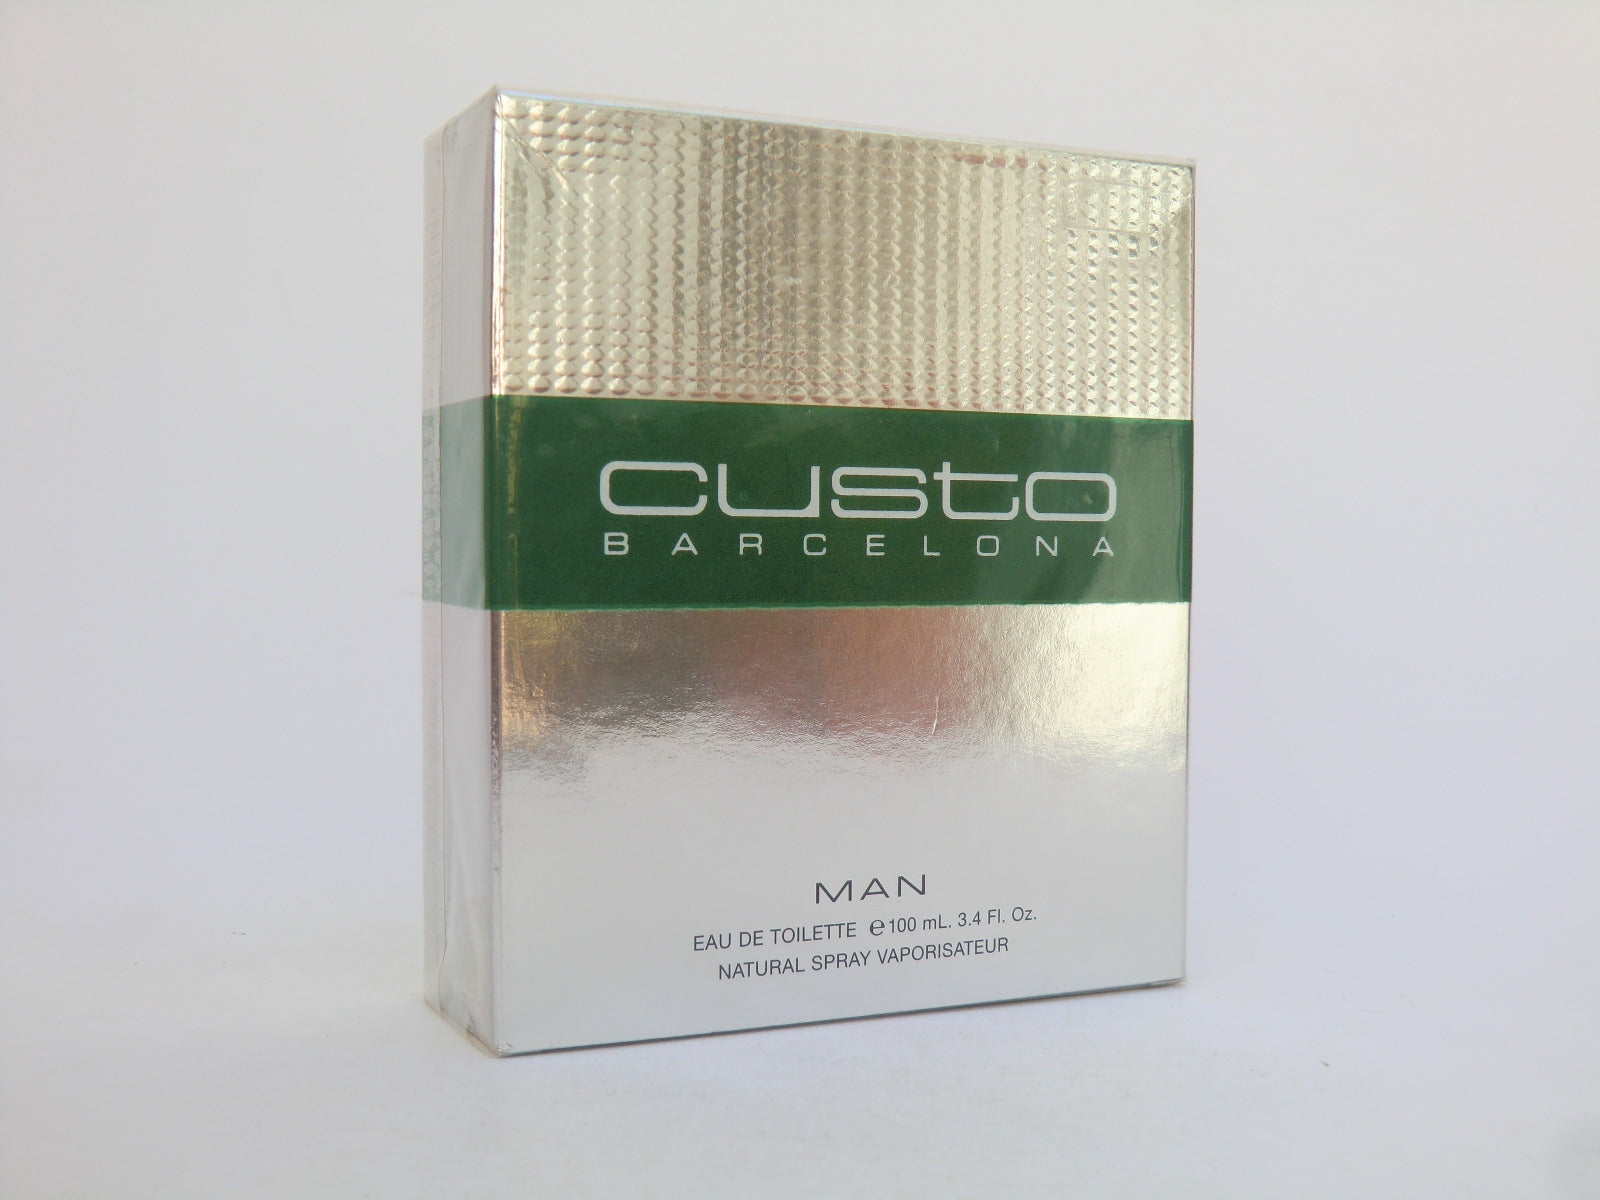 custo
BARCELONA
MAN
EAU DE TOILETTE ℮ 100 mL. 3.4 Fl. Oz.
NATURAL SPRAY VAPORISATEUR